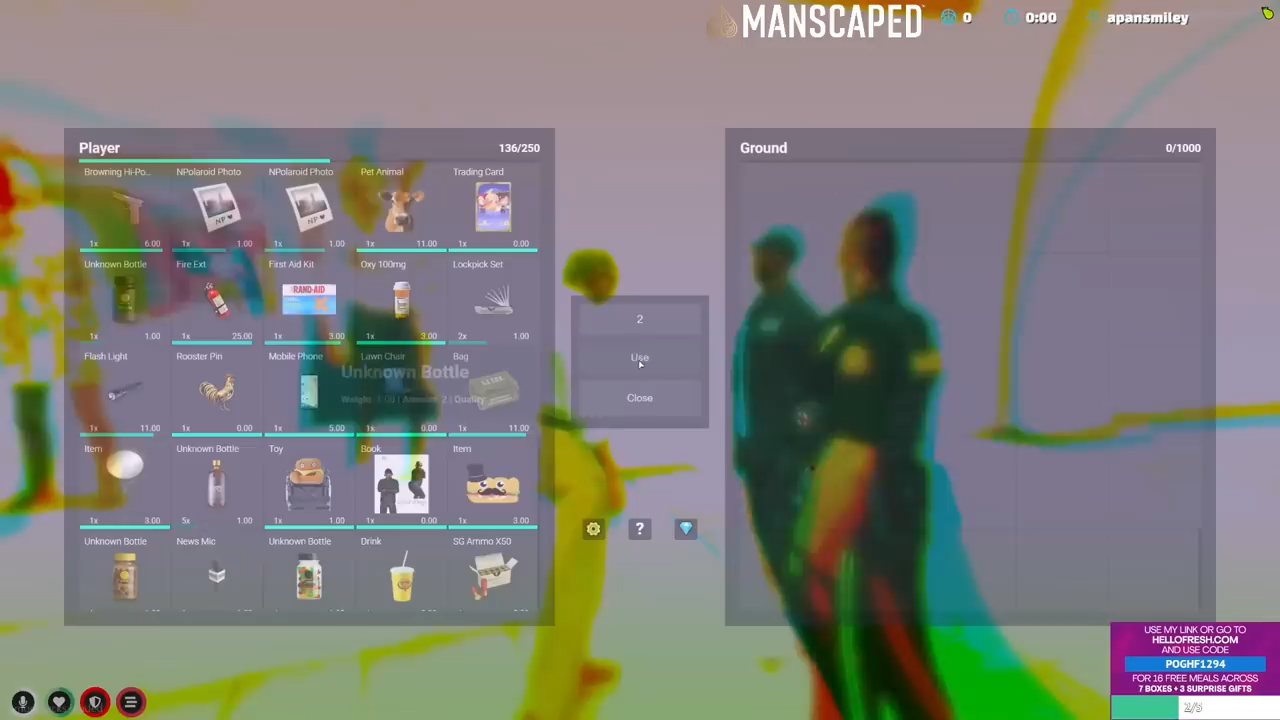 MANSCAPED
0
0:00
apansmiley
Player
136/250
Ground
0/1000
Browning Hi-Po...
NPolaroid Photo
NPolaroid Photo
Pet Animal
Trading Card
1x
6.00
1x
1.00
1x
1.00
1x
11.00
1x
0.00
Unknown Bottle
Fire Ext
First Aid Kit
Oxy 100mg
Lockpick Set
1x
1.00
1x
25.00
1x
3.00
1x
3.00
2x
1.00
Flash Light
Rooster Pin
Mobile Phone
Lawn Chair
Bag
Unknown Bottle
1x
11.00
1x
0.00
1x
5.00
1x
0.00
1x
11.00
Item
Unknown Bottle
Toy
Book
Item
1x
3.00
5x
1.00
1x
1.00
1x
0.00
1x
3.00
Unknown Bottle
News Mic
Unknown Bottle
Drink
SG Ammo X50
2
Use
Close
?
USE MY LINK OR GO TO
HELLOFRESH.COM
AND USE CODE
POGHF1294
FOR 16 FREE MEALS ACROSS
7 BOXES + 3 SURPRISE GIFTS
2/5